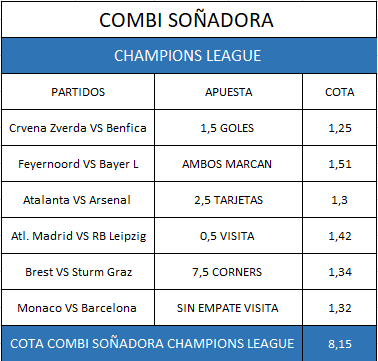 COMBI SOÑADORA
CHAMPIONS LEAGUE
PARTIDOS APUESTA COTA
Crvena Zverda VS Benfica 1,5 GOLES 1,25
Feyernoord VS Bayer L AMBOS MARCAN 1,51
Atalanta VS Arsenal 2,5 TARJETAS 1,3
Atl. Madrid VS RB Leipzig 0,5 VISITA 1,42
Brest VS Sturm Graz 7,5 CORNERS 1,34
Monaco VS Barcelona SIN EMPATE VISITA 1,32
COTA COMBI SOÑADORA CHAMPIONS LEAGUE 8,15